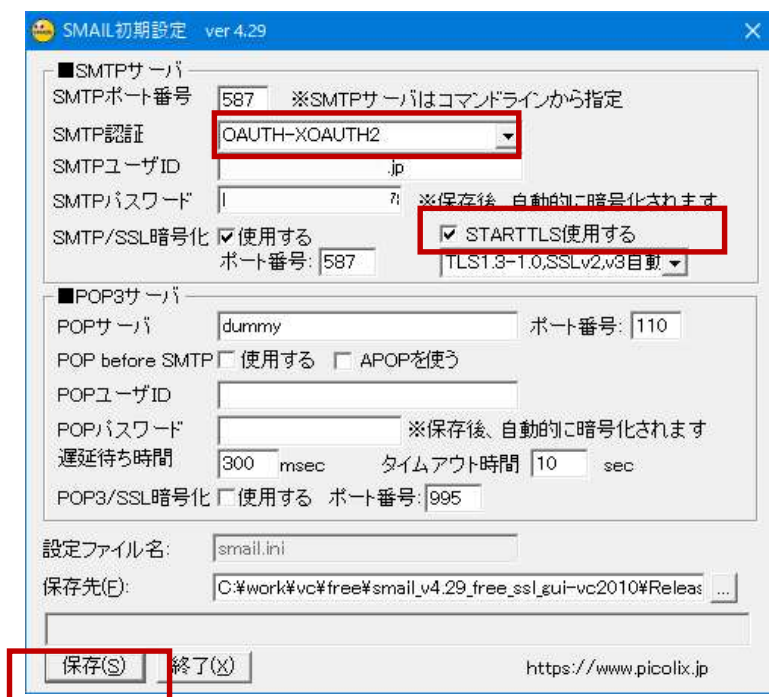 SMAIL初期設定 ver 4.29
■SMTPサーバ
SMTPポート番号 587 ※SMTPサーバはコマンドラインから指定
SMTP認証 OAUTH-XOAUTH2
SMTPユーザID .jp
SMTPパスワード ※保存後、自動的に暗号化されます
SMTP/SSL暗号化 使用する STARTTLS使用する
ポート番号: 587 TLS1.3-1.0,SSLv2,v3自動
■POP3サーバ
POPサーバ dummy ポート番号: 110
POP before SMTP 使用する APOPを使う
POPユーザID
POPパスワード ※保存後、自動的に暗号化されます
遅延待ち時間 300 msec タイムアウト時間 10 sec
POP3/SSL暗号化 使用する ポート番号: 995
設定ファイル名: smail.ini
保存先(F): C:¥work¥vc¥free¥smail_v4.29_free_ssl_gui-vc2010¥Releas ...
保存(S) 終了(X) https://www.picolix.jp